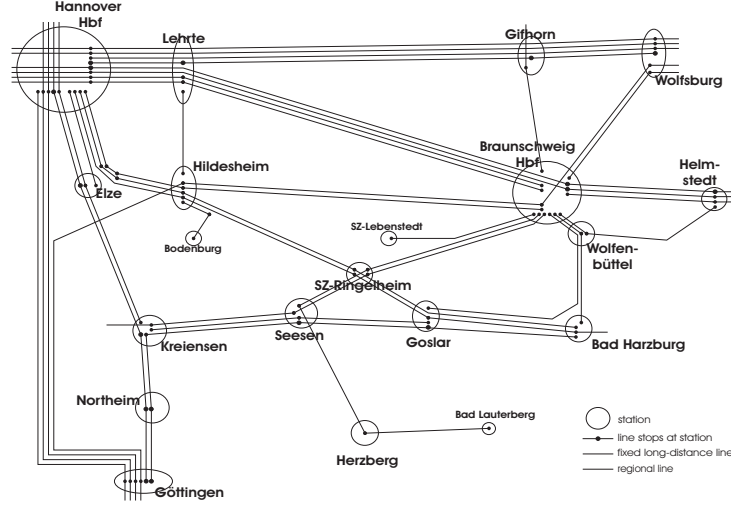 Hannover
Hbf
Lehrte
Gifhorn
Wolfsburg
Braunschweig
Hbf
Helm-
stedt
Hildesheim
Elze
Bodenburg
SZ-Lebenstedt
Wolfen-
büttel
SZ-Ringelheim
Kreiensen
Seesen
Goslar
Bad Harzburg
Northeim
Bad Lauterberg
Herzberg
Göttingen
station
line stops at station
fixed long-distance line
regional line